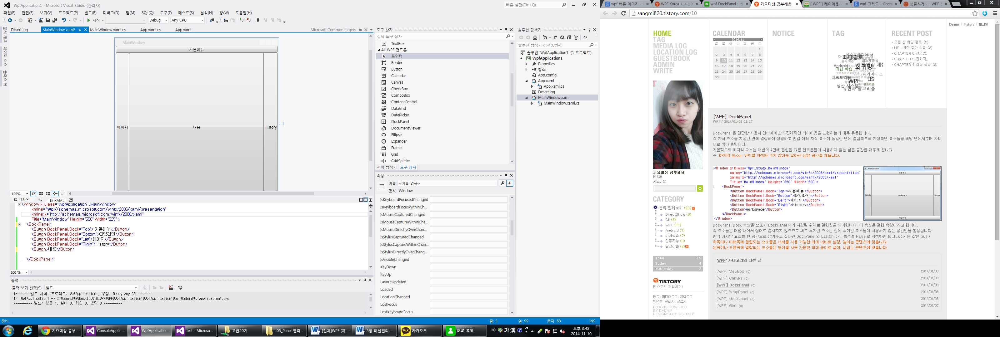 WpfApplication1 - Microsoft Visual Studio (관리자)
빠른 실행(Ctrl+Q)
파일(F) 편집(E) 보기(V) 프로젝트(P) 빌드(B) 디버그(D) 팀(M) SQL(Q) 도구(T) 테스트(S) 분석(N) 창(W) 도움말(H)
시작 Debug Any CPU
Desert.jpg MainWindow.xaml* MainWindow.xaml.cs App.xaml.cs App.xaml Microsoft.Common.targets
문서 개요
데이터 소스
클래스 뷰
MainWindow
기본메뉴
페이지
내용
History
100%
디자인 XAML
<Window x:Class="WpfApplication1.MainWindow"
xmlns="http://schemas.microsoft.com/winfx/2006/xaml/presentation"
xmlns:x="http://schemas.microsoft.com/winfx/2006/xaml"
Title="MainWindow" Height="550" Width="525" >
<DockPanel>
<Button DockPanel.Dock="Top"> 기본메뉴</Button>
<Button DockPanel.Dock="Bottom">타임라인</Button>
<Button DockPanel.Dock="Left">페이지</Button>
<Button DockPanel.Dock="Right">History</Button>
<Button>내용</Button>
</DockPanel>
100 %
출력
출력 보기 선택(S): 빌드
1>------ 빌드 시작: 프로젝트: WpfApplication1, 구성: Debug Any CPU ------
1> WpfApplication1 -> C:\Users\WB\Desktop\10_WPF\WPF\WpfApplication1\WpfApplication1\bin\Debug\WpfApplication1.exe
========== 빌드: 성공 1, 실패 0, 최신 0, 생략 0 ==========
준비 줄: 3 열: 99 문자: 63 INS
도구 상자
검색 도구 상자
TextBox
All WPF 컨트롤
포인터
Border
Button
Calendar
Canvas
CheckBox
ComboBox
ContentControl
DataGrid
DatePicker
DockPanel
DocumentViewer
Ellipse
Expander
Frame
Grid
GridSplitter
서버 탐색기 도구 상자
속성
이름 <이름 없음>
형식 Window
IsKeyboardFocusedChanged
IsKeyboardFocusWithinCh...
IsMouseCapturedChanged
IsMouseCaptureWithinCha...
IsMouseDirectlyOverChan...
IsStylusCapturedChanged
IsStylusCaptureWithinChan...
IsStylusDirectlyOverChang...
IsVisibleChanged
KeyDown
KeyUp
LayoutUpdated
Loaded
LocationChanged
LostFocus
LostKeyboardFocus
솔루션 탐색기
솔루션 탐색기 검색(Ctrl+;)
솔루션 'WpfApplication1' (1 프로젝트)
WpfApplication1
Properties
참조
App.config
App.xaml
App.xaml.cs
Desert.jpg
MainWindow.xaml
MainWindow.xaml.cs
기요미상 공부... ConsoleApplic... WpfApplicatio... test - Microso... 고급20기 05_Panel 엘리... [전체]WPF (제... 5장 패널엘리... 카카오톡 尾﨑 果苗
KO 가 漢
오후 3:48
2014-11-10
wpf 버튼 이미지 - WPF Korea +_+ :: X wpf DockPanel : 네 기요미상 공부해용 [ WPF ] 레이아웃 - wpf 그리드 - Goog 심플하게~ :: WPF
sangmi820.tistory.com/10
Daum | Tistory | 로그인
HOME
TAG
MEDIA LOG
LOCATION LOG
GUESTBOOK
ADMIN
WRITE
CALENDAR
2014.11
일 월 화 수 목 금 토
1
2 3 4 5 6 7 8
9 10 11 12 13 14 15
16 17 18 19 20 21 22
23 24 25 26 27 28 29
30
NOTICE
TAG
최단경로
회귀분석
Android
동영상 재생
귀납 학습
회귀망
파라미터 조
WPF
LIS
생산 시스템
유전자 알고리즘
RECENT POST
모든 쌍 최단 경로. (2)
LIS : 최장 증가 수열. (2)
CHAPTER 6. 신경망.
CHAPTER 5. 진화적..
CHAPTER 4. 감독 학습. (2)
기요미상 공부해용
빠샤!!
기요미상
CATEGORY
분류 전체보기 (26)
DirectShow (0)
C# (5)
WPF (11)
Android (1)
기계학습 (7)
인공지능 (0)
알고리즘 (2)
Total 929
Today 4
Yesterday 2
TISTORY
티스토리 가입하기!
태그 : 미디어로그 : 지역로그
방명록 : 관리자 : 글쓰기
BLOG IS POWERED
BY DAUM /
DESIGNED BY TISTORY
[WPF] DockPanel
WPF / 2014/01/08 02:17
DockPanel 은 간단한 사용자 인터페이스의 전체적인 레이아웃을 표현하는데 매우 유용합니다.
각 자식 요소를 지정된 면에 결합하여 정렬하고 만일 여러 자식 요소가 동일한 면에 결합되도록 지정되면 요소들을 해당 면에서부터 차례
대로 쌓아 올립니다.
기본적으로 마지막 요소는 패널의 4면에 결합된 다른 컨트롤들이 사용하지 않는 남은 공간을 채우게 됩니다.
즉, 마지막 요소는 위치를 지정해 주지 않아도 알아서 남은 공간을 채웁니다.
<Window x:Class="Wpf_Study.MainWindow"
xmlns="http://schemas.microsoft.com/winfx/2006/xaml/presentation"
xmlns:x="http://schemas.microsoft.com/winfx/2006/xaml"
Title="MainWindow" Height="350" Width="500">
<DockPanel>
<Button DockPanel.Dock="Top">리본메뉴</Button>
<Button DockPanel.Dock="Bottom">타임라인</Button>
<Button DockPanel.Dock="Left">페이지</Button>
<Button DockPanel.Dock="Right">History</Button>
<Button>workspace</Button>
</DockPanel>
</Window>
MainWindow
리본메뉴
페이지
workspace
History
타임라인
DockPanel.Dock 속성은 요소가 DockPanel 내의 지정된 위치로 결합됨을 의미합니다. 이 속성은 결합 속성이라고 합니다.
각 요소들은 패널 내에서 절대로 겹쳐지지 않으므로 새로 추가된 요소는 전에 추가된 요소들이 사용하지 않는 공간만을 활용합니다.
만약 마지막 요소를 빈 공간으로 남겨두고 싶다면 DockPanel 의 LastChildFill 특성을 False 로 지정하면 됩니다.( 기본 값은 true )
위쪽이나 아래쪽에 결합되는 요소들은 너비를 사용 가능한 최대 너비로 설정, 높이는 콘텐츠에 맞춥니다.
왼쪽이나 오른쪽에 결합되는 요소들은 높이를 사용 가능한 최대 높이로 설정, 너비는 콘텐츠에 맞춥니다.
'WPF' 카테고리의 다른 글
[WPF] ViewBox (0) 2014/01/08
[WPF] Canvas (0) 2014/01/08
[WPF] DockPanel (0) 2014/01/08
[WPF] WrapPanel (0) 2014/01/08
[WPF] stackpanel (0) 2014/01/08
[WPF] Gird (0) 2014/01/07